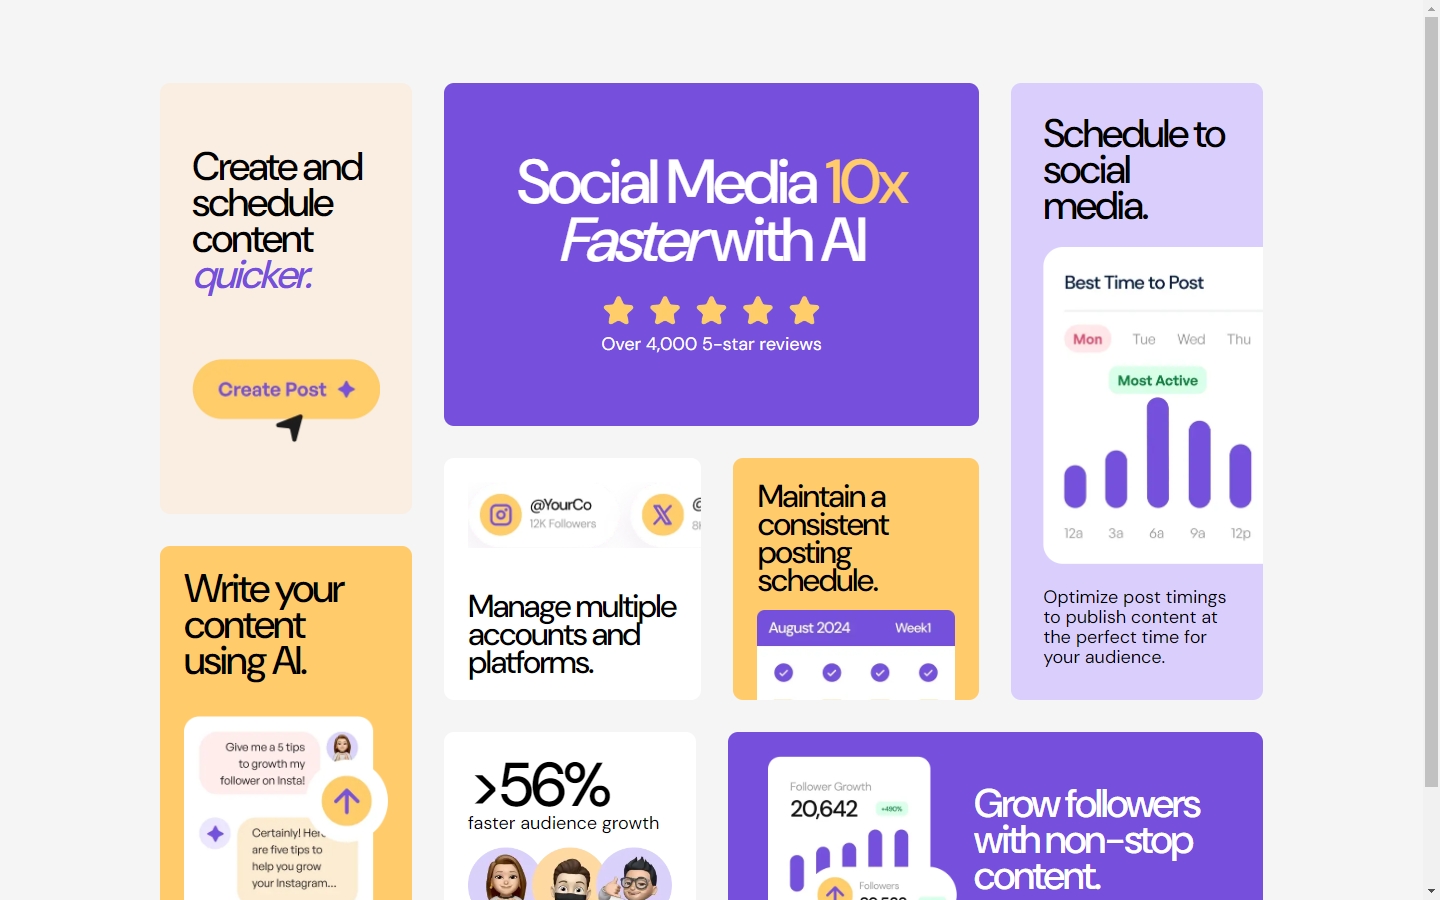 Create and
schedule
content
quicker.
Create Post
Social Media 10x
Faster with AI
Over 4,000 5-star reviews
Schedule to
social
media.
Best Time to Post
Mon Tue Wed Thu
Most Active
12a 3a 6a 9a 12p
Optimize post timings
to publish content at
the perfect time for
your audience.
@YourCo
12K Followers
Manage multiple
accounts and
platforms.
Maintain a
consistent
posting
schedule.
August 2024 Week1
Write your
content
using AI.
Give me a 5 tips
to growth my
follower on Insta!
Certainly! Here
are five tips to
help you grow
your Instagram...
>56%
faster audience growth
Follower Growth
20,642 +490%
Followers
Grow followers
with non-stop
content.